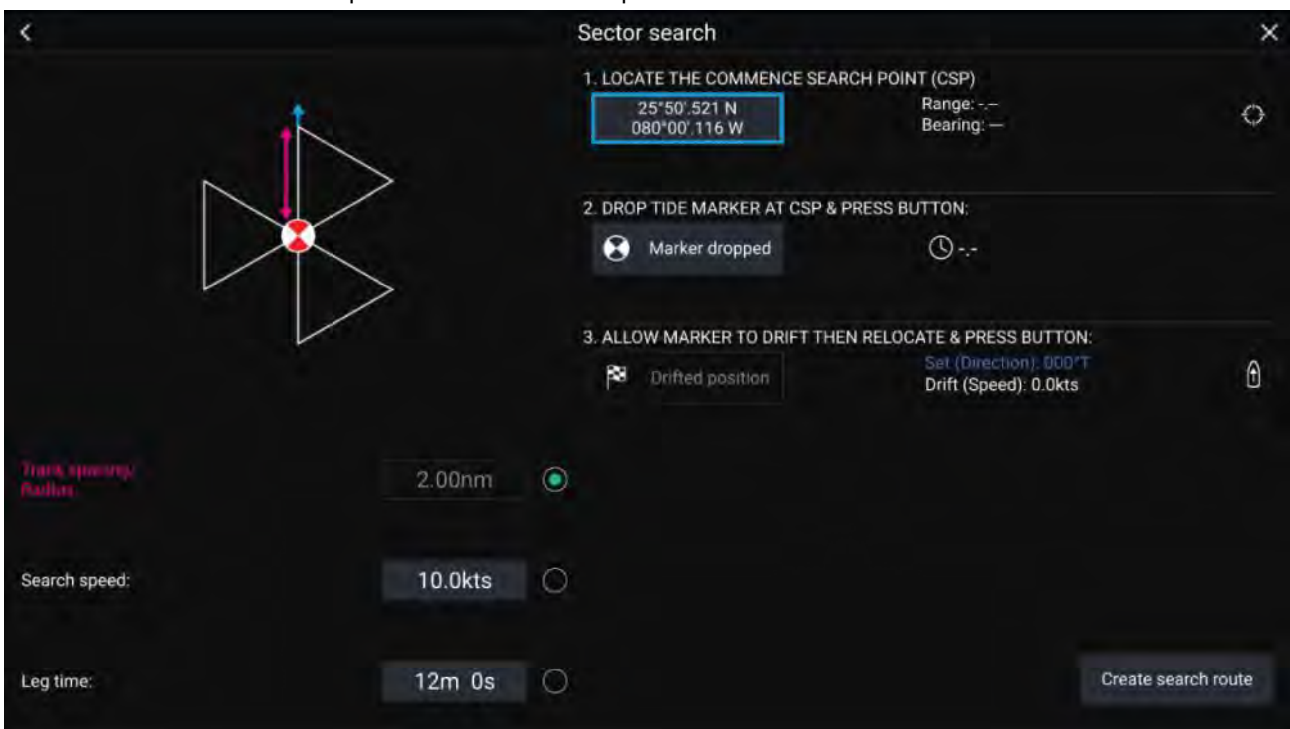 Sector search
1. LOCATE THE COMMENCE SEARCH POINT (CSP)
25°50'.521 N
080°00'.116 W
Range: -.--
Bearing: ---
2. DROP TIDE MARKER AT CSP & PRESS BUTTON:
Marker dropped
-.-
3. ALLOW MARKER TO DRIFT THEN RELOCATE & PRESS BUTTON:
Drifted position
Set (Direction): 000°T
Drift (Speed): 0.0kts
Track spacing/
Radius:
2.00nm
Search speed:
10.0kts
Leg time:
12m 0s
Create search route